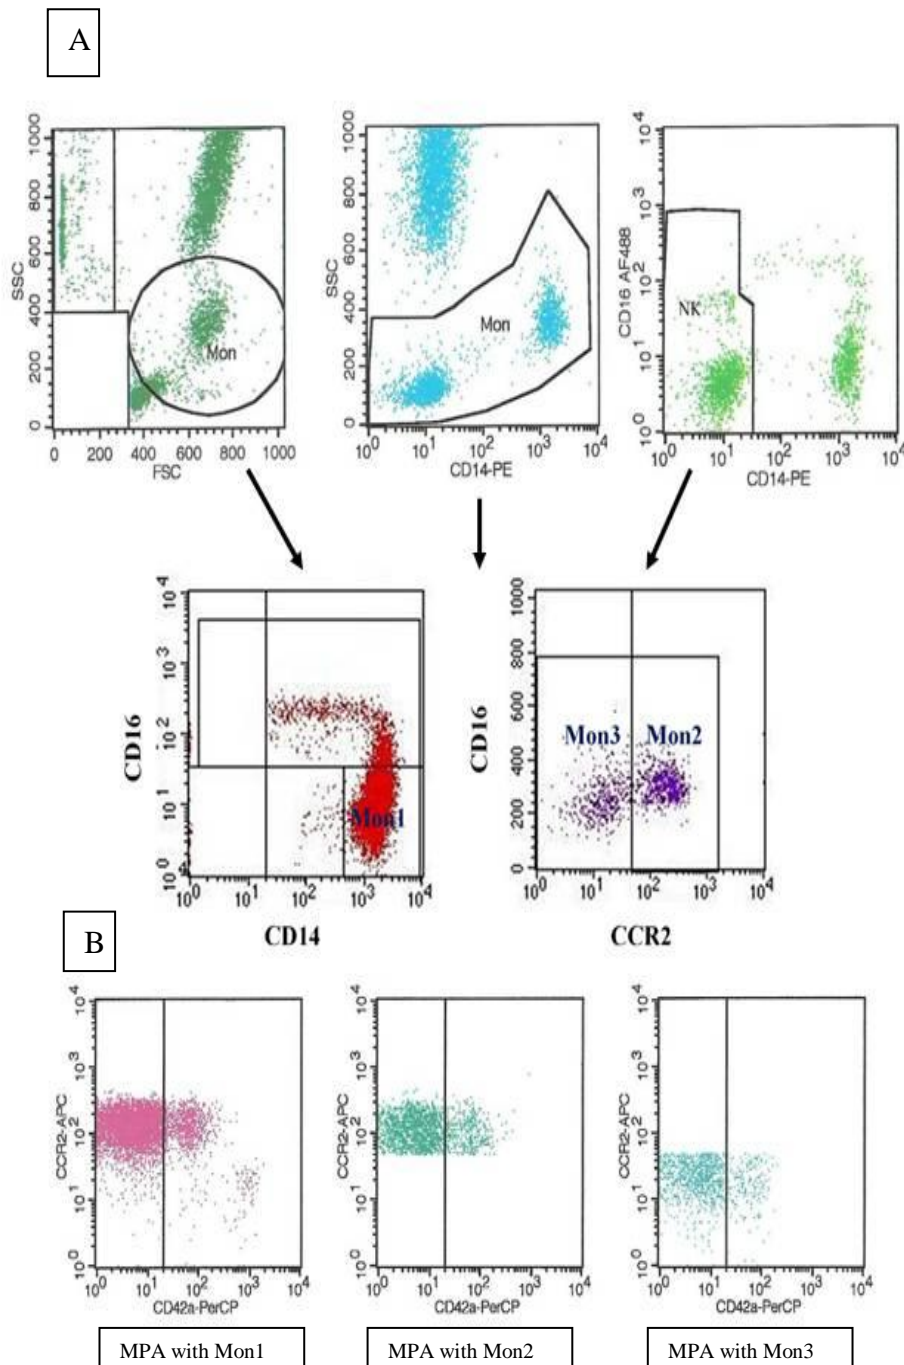 A
1000
800
600
400
200
0
SSC
Mon
0 200 400 600 800 1000
FSC
1000
800
600
400
200
0
SSC
Mon
10^0 10^1 10^2 10^3 10^4
CD14-PE
10^4
10^3
10^2
10^1
10^0
CD16 AF488
NK
10^0 10^1 10^2 10^3 10^4
CD14-PE
10^4
10^3
10^2
10^1
10^0
CD16
Mon1
10^0 10^1 10^2 10^3 10^4
CD14
1000
800
600
400
200
0
CD16
Mon3 Mon2
10^0 10^1 10^2 10^3 10^4
CCR2
B
10^4
10^3
10^2
10^1
10^0
CCR2-APC
10^0 10^1 10^2 10^3 10^4
CD42a-PerCP
MPA with Mon1
10^4
10^3
10^2
10^1
10^0
CCR2-APC
10^0 10^1 10^2 10^3 10^4
CD42a-PerCP
MPA with Mon2
10^4
10^3
10^2
10^1
10^0
CCR2-APC
10^0 10^1 10^2 10^3 10^4
CD42a-PerCP
MPA with Mon3